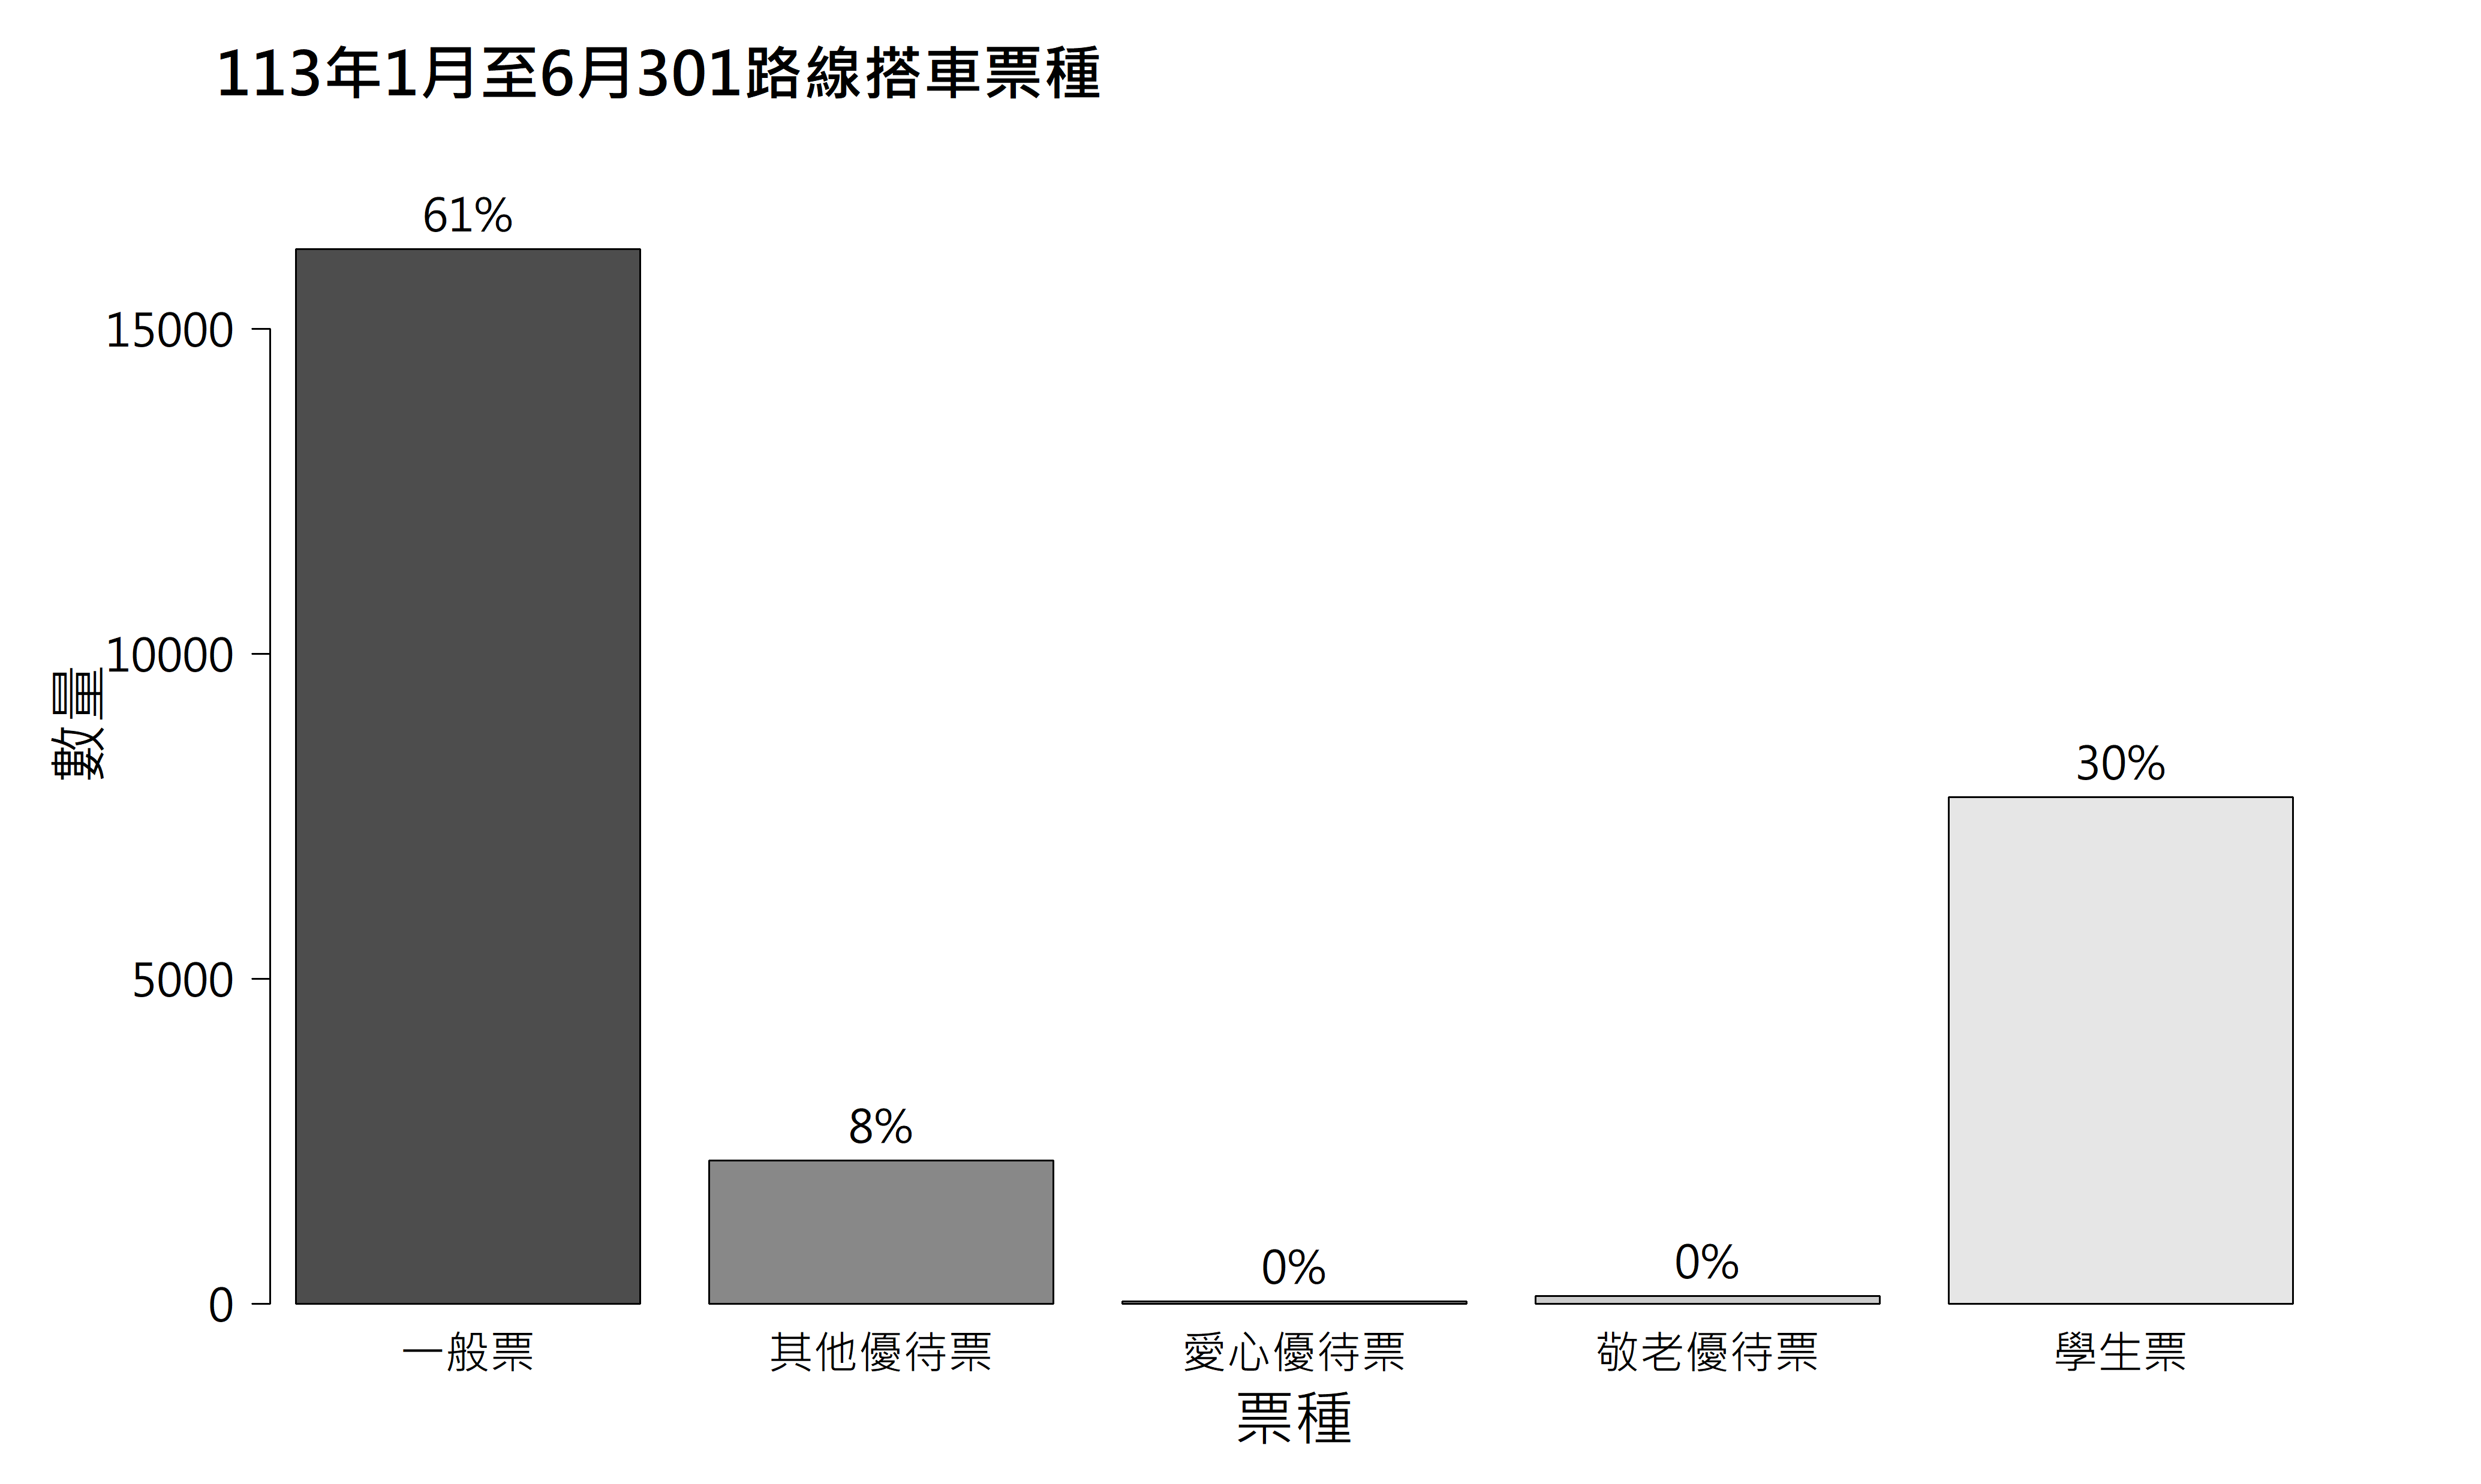 113年1月至6月301路線搭車票種
61%
15000
10000
數量
30%
5000
8%
0%
0%
0
一般票
其他優待票
愛心優待票
敬老優待票
學生票
票種